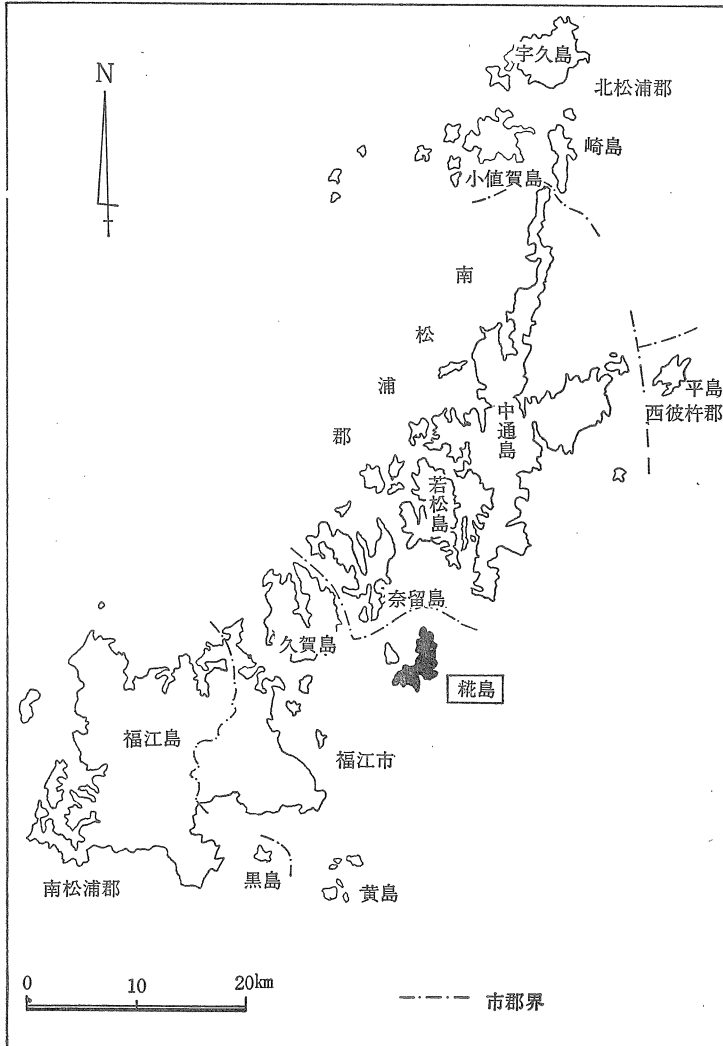 N
宇久島
北松浦郡
崎島
小値賀島
南松浦郡
平島
西彼杵郡
中通島
若松島
奈留島
久賀島
糀島
福江島
福江市
南松浦郡
黒島
黄島
0 10 20km
市郡界